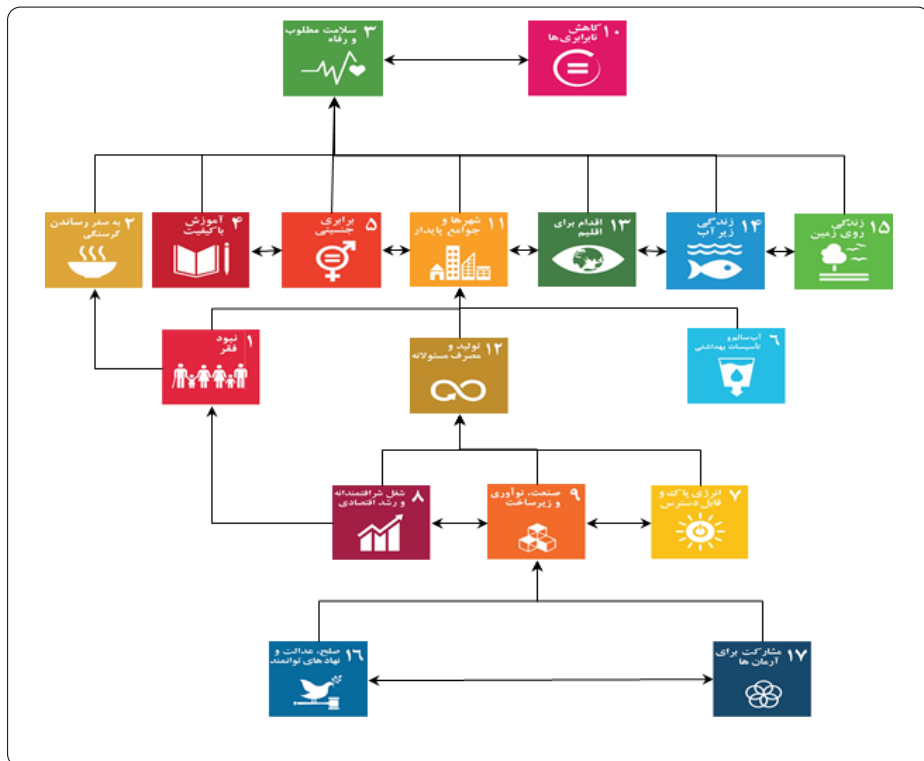 ۳ سلامت مطلوب
و رفاه
۱۰ کاهش
نابرابری‌ها
۲ به صفر رساندن
گرسنگی
۴ آموزش
با کیفیت
۵ برابری
جنسیتی
۱۱ شهرها و
جوامع پایدار
۱۳ اقدام برای
اقلیم
۱۴ زندگی
زیر آب
۱۵ زندگی
روی زمین
۱ نبود
فقر
۱۲ تولید و
مصرف مسئولانه
۶ آب سالم و
تأسیسات بهداشتی
۸ شغل شرافتمندانه
و رشد اقتصادی
۹ صنعت، نوآوری
و زیرساخت
۷ انرژی پاک و
قابل دسترس
۱۶ صلح، عدالت و
نهادهای توانمند
۱۷ مشارکت برای
آرمان ها